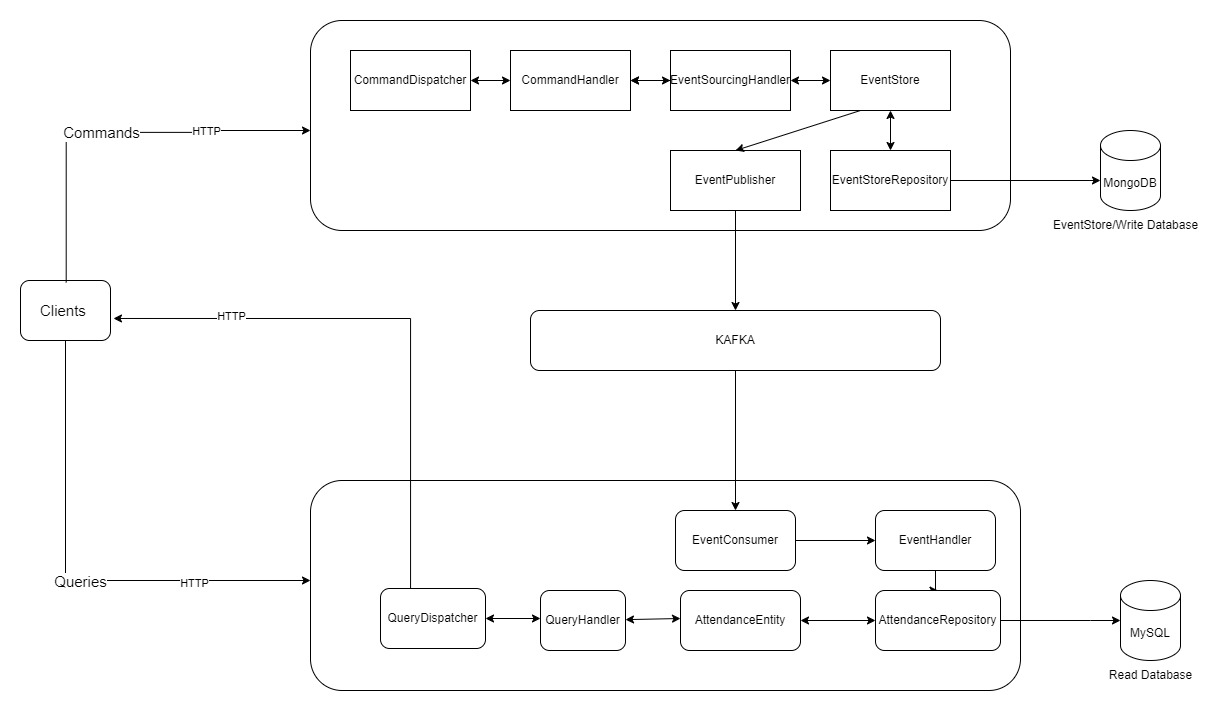 CommandDispatcher
CommandHandler
EventSourcingHandler
EventStore
Commands
HTTP
EventPublisher
EventStoreRepository
MongoDB
EventStore/Write Database
Clients
HTTP
KAFKA
EventConsumer
EventHandler
Queries
HTTP
QueryDispatcher
QueryHandler
AttendanceEntity
AttendanceRepository
MySQL
Read Database